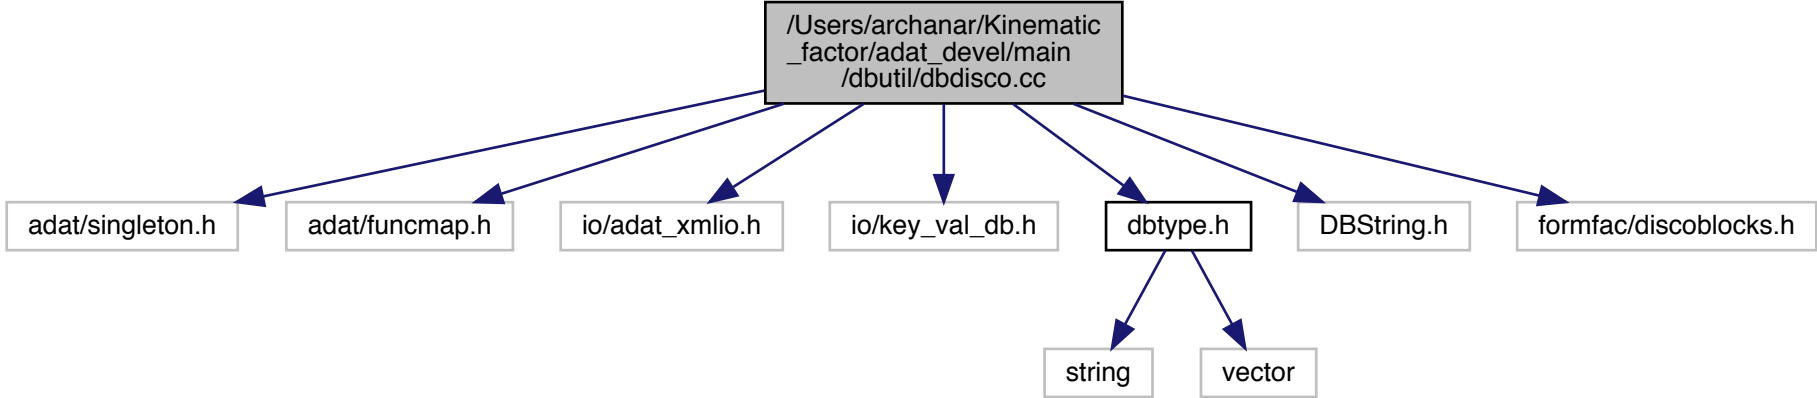 /Users/archanar/Kinematic
_factor/adat_devel/main
/dbutil/dbdisco.cc
adat/singleton.h
adat/funcmap.h
io/adat_xmlio.h
io/key_val_db.h
dbtype.h
DBString.h
formfac/discoblocks.h
string
vector